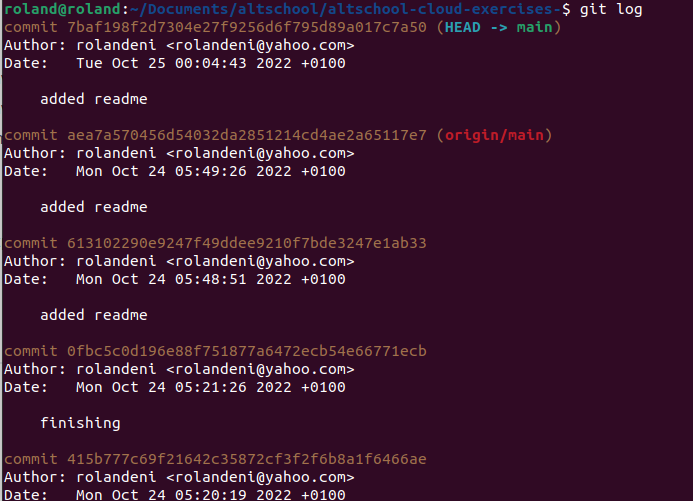 roland@roland:~/Documents/altschool/altschool-cloud-exercises-$ git log
commit 7baf198f2d7304e27f9256d6f795d89a017c7a50 (HEAD -> main)
Author: rolandeni <rolandeni@yahoo.com>
Date:   Tue Oct 25 00:04:43 2022 +0100
added readme
commit aea7a570456d54032da2851214cd4ae2a65117e7 (origin/main)
Author: rolandeni <rolandeni@yahoo.com>
Date:   Mon Oct 24 05:49:26 2022 +0100
added readme
commit 613102290e9247f49ddee9210f7bde3247e1ab33
Author: rolandeni <rolandeni@yahoo.com>
Date:   Mon Oct 24 05:48:51 2022 +0100
added readme
commit 0fbc5c0d196e88f751877a6472ecb54e66771ecb
Author: rolandeni <rolandeni@yahoo.com>
Date:   Mon Oct 24 05:21:26 2022 +0100
finishing
commit 415b777c69f21642c35872cf3f2f6b8a1f6466ae
Author: rolandeni <rolandeni@yahoo.com>
Date:   Mon Oct 24 05:20:19 2022 +0100